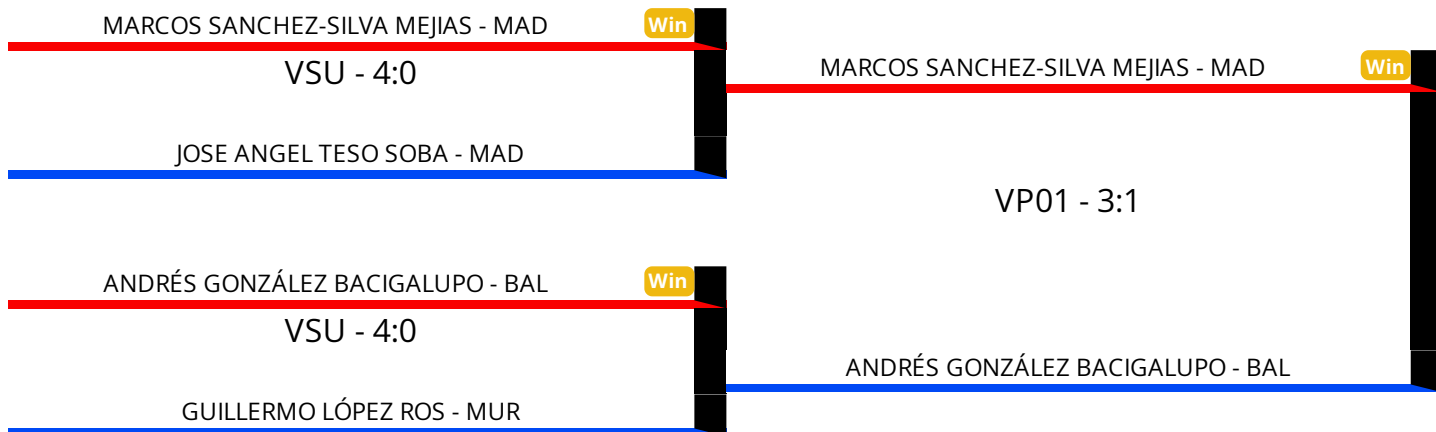 MARCOS SANCHEZ-SILVA MEJIAS - MAD
Win
VSU - 4:0
JOSE ANGEL TESO SOBA - MAD
ANDRÉS GONZÁLEZ BACIGALUPO - BAL
Win
VSU - 4:0
GUILLERMO LÓPEZ ROS - MUR
MARCOS SANCHEZ-SILVA MEJIAS - MAD
Win
VPO1 - 3:1
ANDRÉS GONZÁLEZ BACIGALUPO - BAL